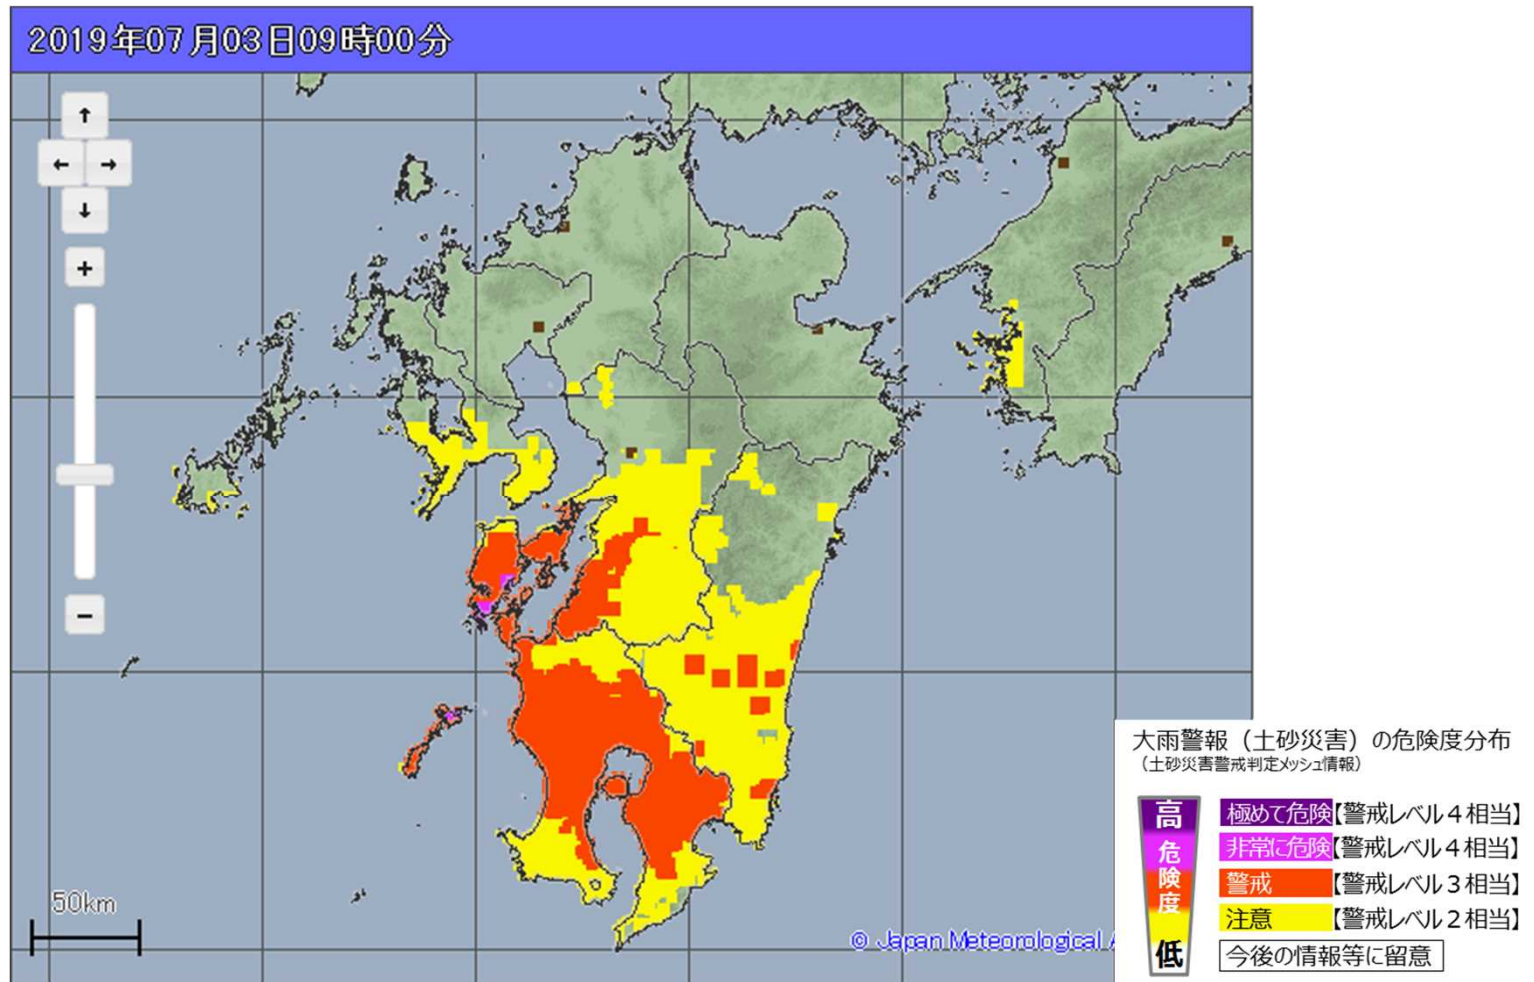 2019年07月03日09時00分
↑
← →
↓
+
−
50km
© Japan Meteorological A
大雨警報（土砂災害）の危険度分布
（土砂災害警戒判定メッシュ情報）
高 危険度 低
極めて危険【警戒レベル４相当】
非常に危険【警戒レベル４相当】
警戒【警戒レベル３相当】
注意【警戒レベル２相当】
今後の情報等に留意